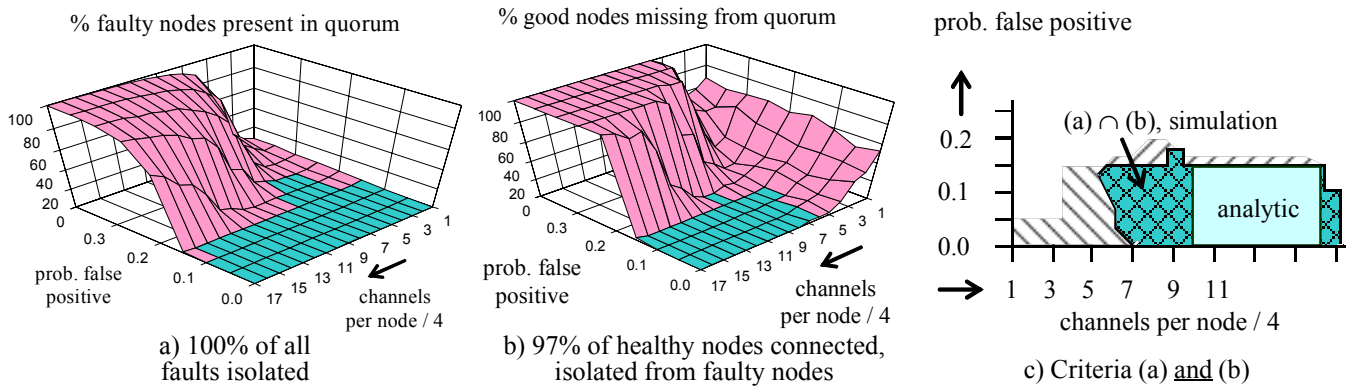 % faulty nodes present in quorum
100
80
60
40
20
0
0.3
0.2
0.1
0.0
17
15
13
11
9
7
5
3
1
prob. false
positive
channels
per node / 4
a) 100% of all
faults isolated
% good nodes missing from quorum
100
80
60
40
20
0
0.3
0.2
0.1
0.0
17
15
13
11
9
7
5
3
1
prob. false
positive
channels
per node / 4
b) 97% of healthy nodes connected,
isolated from faulty nodes
prob. false positive
(a) ∩ (b), simulation
0.2
0.1
0.0
analytic
1 3 5 7 9 11
channels per node / 4
c) Criteria (a) and (b)